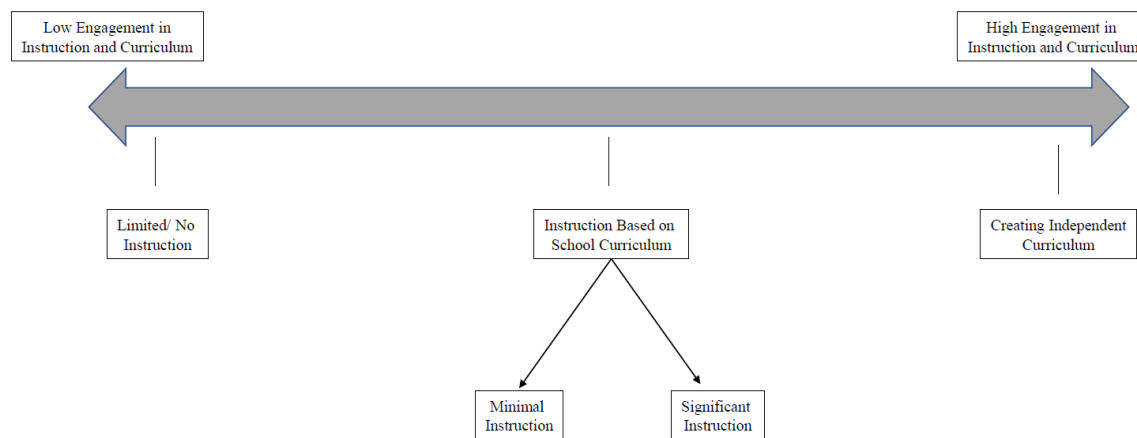 Low Engagement in
Instruction and Curriculum
High Engagement in
Instruction and Curriculum
Limited/ No
Instruction
Instruction Based on
School Curriculum
Creating Independent
Curriculum
Minimal
Instruction
Significant
Instruction